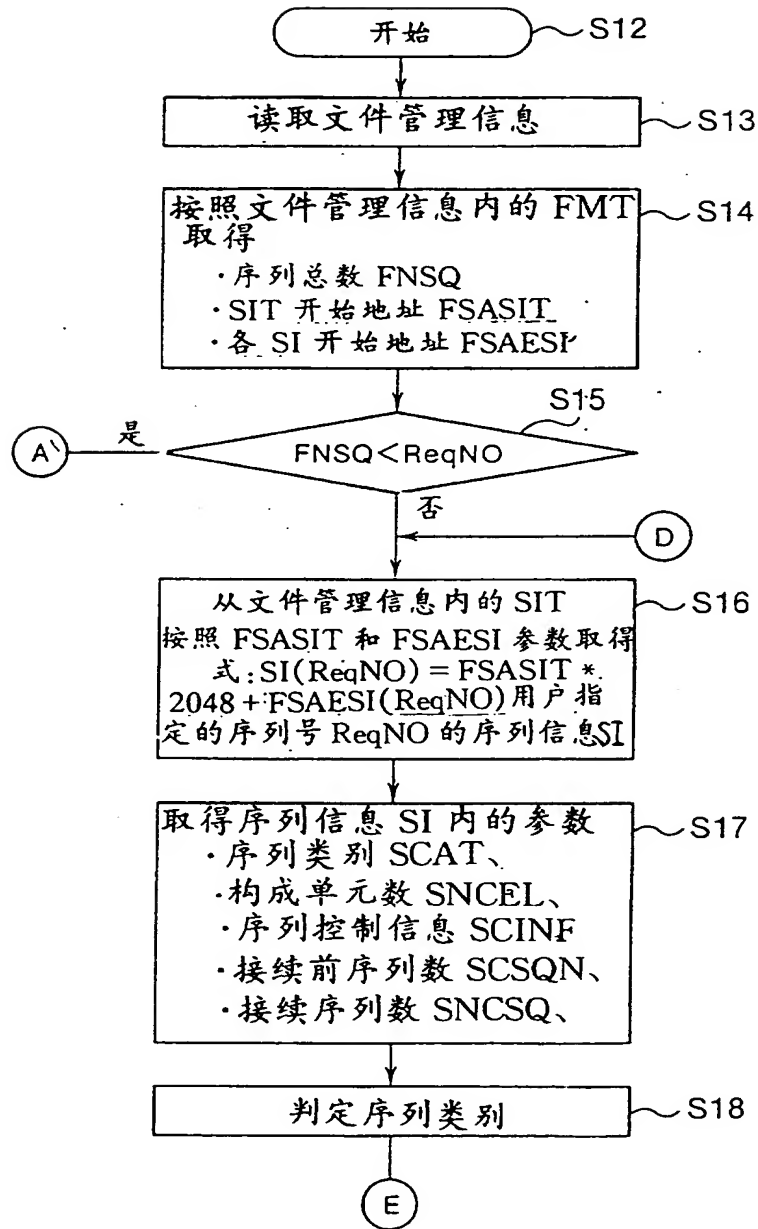 开始
S12
读取文件管理信息
S13
按照文件管理信息内的 FMT
取得
·序列总数 FNSQ
·SIT 开始地址 FSASIT
·各 SI 开始地址 FSAESI
S14
S15
FNSQ<ReqNO
是
A
否
D
从文件管理信息内的 SIT
按照 FSASIT 和 FSAESI 参数取得
式:SI(ReqNO)=FSASIT *
2048+FSAESI(ReqNO)用户指
定的序列号 ReqNO 的序列信息SI
S16
取得序列信息 SI 内的参数
·序列类别 SCAT、
·构成单元数 SNCEL、
·序列控制信息 SCINF
·接续前序列数 SCSQN、
·接续序列数 SNCSQ、
S17
判定序列类别
S18
E